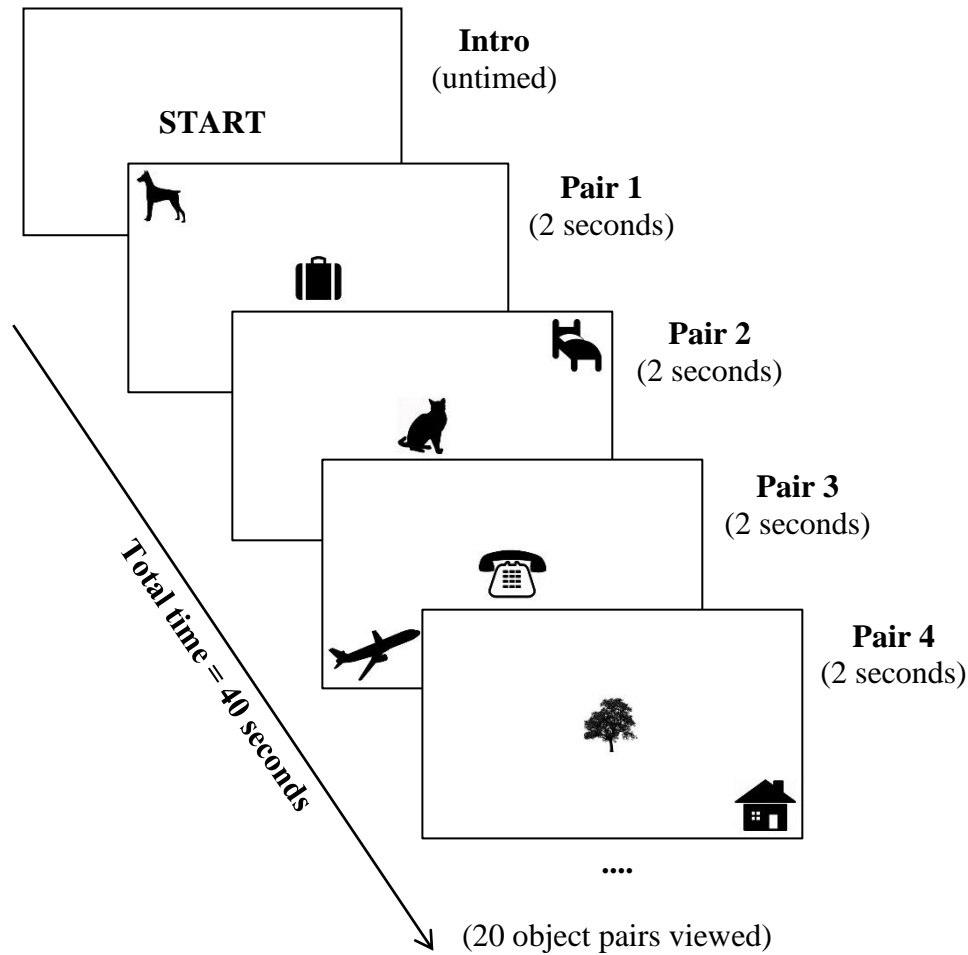 Intro
(untimed)
START
Pair 1
(2 seconds)
Pair 2
(2 seconds)
Pair 3
(2 seconds)
Pair 4
(2 seconds)
Total time = 40 seconds
....
(20 object pairs viewed)